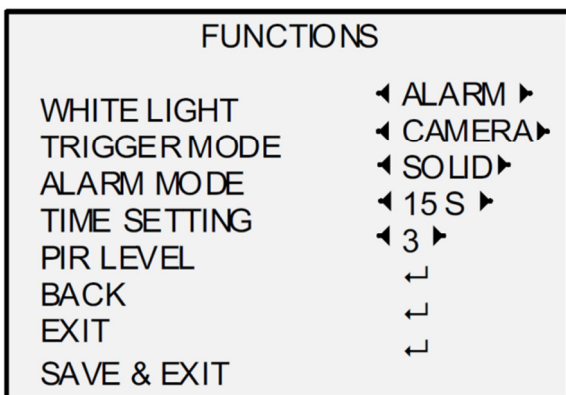 FUNCTIONS
WHITE LIGHT ◄ ALARM ►
TRIGGER MODE ◄ CAMERA ►
ALARM MODE ◄ SOLID ►
TIME SETTING ◄ 15 S ►
PIR LEVEL ◄ 3 ►
BACK ↵
EXIT ↵
SAVE & EXIT ↵